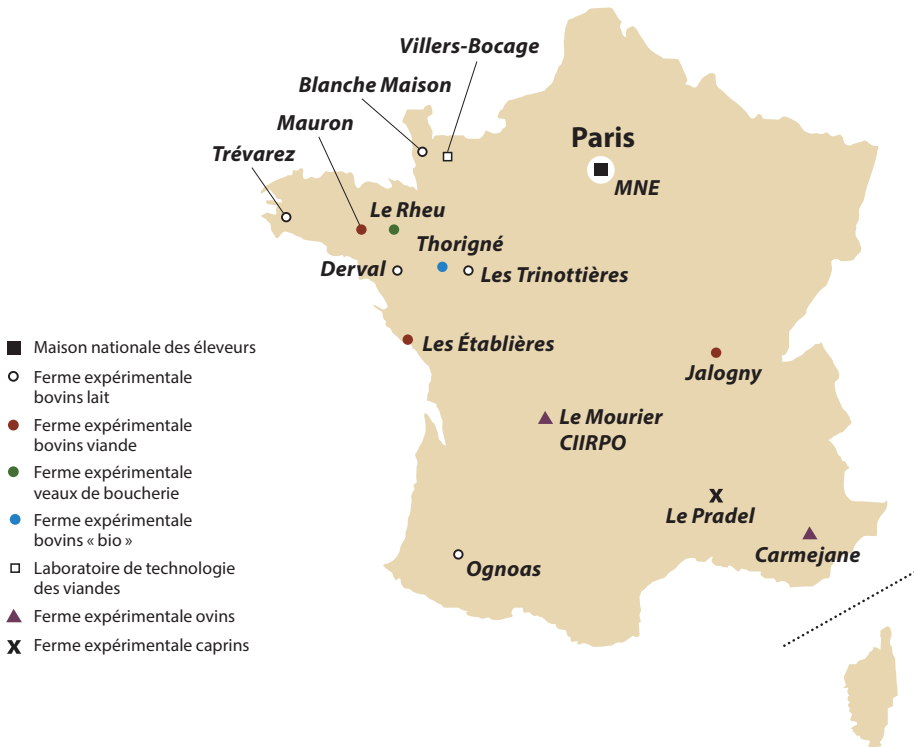 Villers-Bocage
Blanche Maison
Mauron
Trévarez
Paris
MNE
Le Rheu
Thorigné
Derval
Les Trinottières
Les Établières
Jalogny
Le Mourier
CIIRPO
Le Pradel
Carmejane
Ognoas
Maison nationale des éleveurs
Ferme expérimentale
bovins lait
Ferme expérimentale
bovins viande
Ferme expérimentale
veaux de boucherie
Ferme expérimentale
bovins « bio »
Laboratoire de technologie
des viandes
Ferme expérimentale ovins
Ferme expérimentale caprins